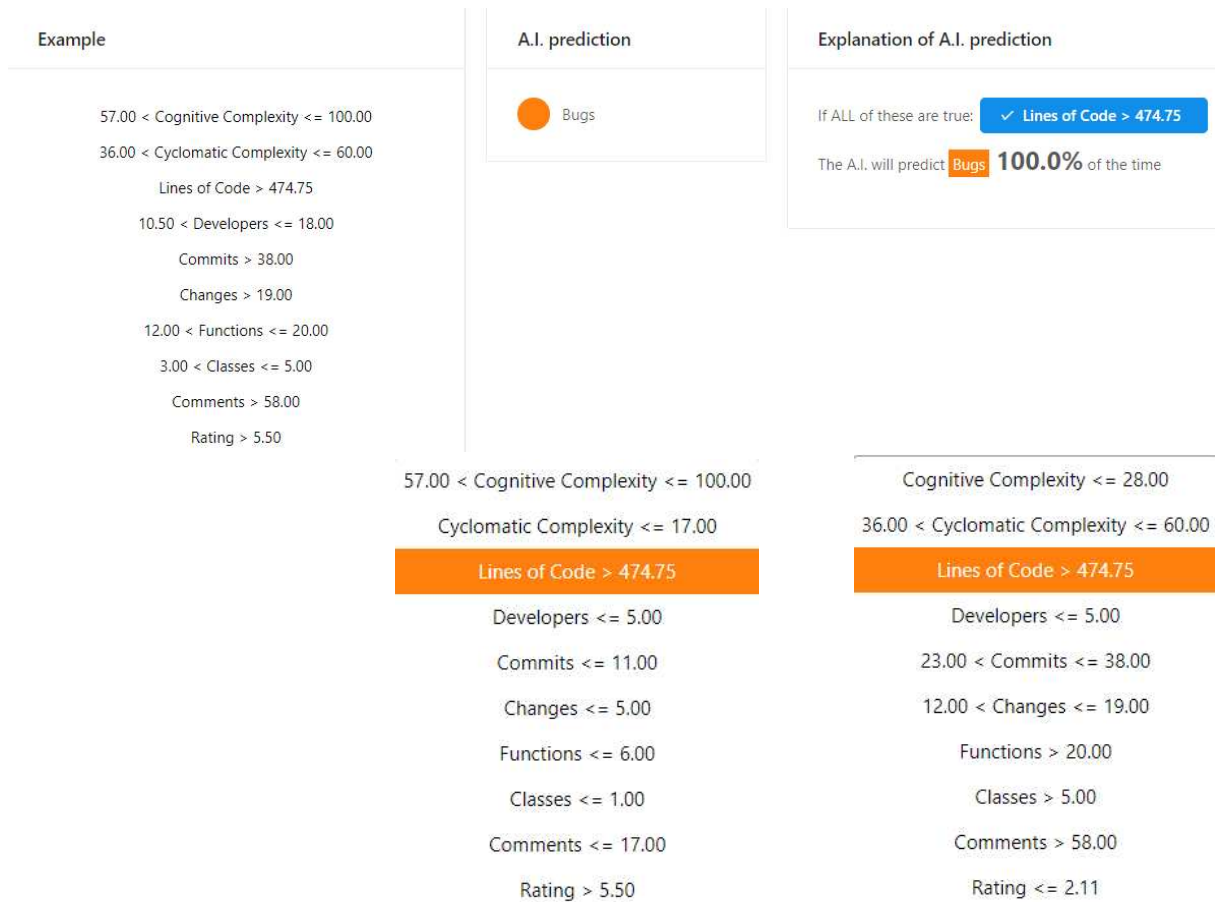 Example
57.00 < Cognitive Complexity <= 100.00
36.00 < Cyclomatic Complexity <= 60.00
Lines of Code > 474.75
10.50 < Developers <= 18.00
Commits > 38.00
Changes > 19.00
12.00 < Functions <= 20.00
3.00 < Classes <= 5.00
Comments > 58.00
Rating > 5.50
A.I. prediction
Bugs
Explanation of A.I. prediction
If ALL of these are true: ✓ Lines of Code > 474.75
The A.I. will predict Bugs 100.0% of the time
57.00 < Cognitive Complexity <= 100.00
Cyclomatic Complexity <= 17.00
Lines of Code > 474.75
Developers <= 5.00
Commits <= 11.00
Changes <= 5.00
Functions <= 6.00
Classes <= 1.00
Comments <= 17.00
Rating > 5.50
Cognitive Complexity <= 28.00
36.00 < Cyclomatic Complexity <= 60.00
Lines of Code > 474.75
Developers <= 5.00
23.00 < Commits <= 38.00
12.00 < Changes <= 19.00
Functions > 20.00
Classes > 5.00
Comments > 58.00
Rating <= 2.11